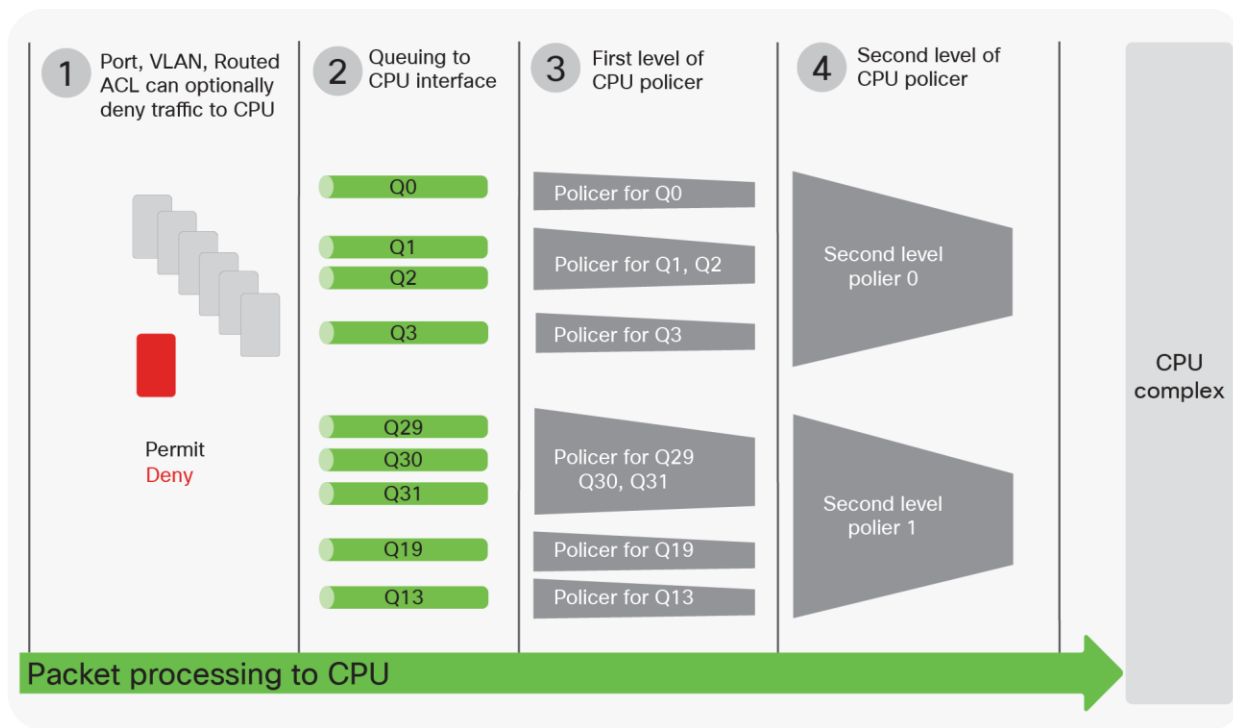 1
Port, VLAN, Routed
ACL can optionally
deny traffic to CPU
2
Queuing to
CPU interface
3
First level of
CPU policer
4
Second level of
CPU policer
Permit
Deny
Q0
Q1
Q2
Q3
Q29
Q30
Q31
Q19
Q13
Policer for Q0
Policer for Q1, Q2
Policer for Q3
Policer for Q29
Q30, Q31
Policer for Q19
Policer for Q13
Second level
polier 0
Second level
polier 1
CPU
complex
Packet processing to CPU